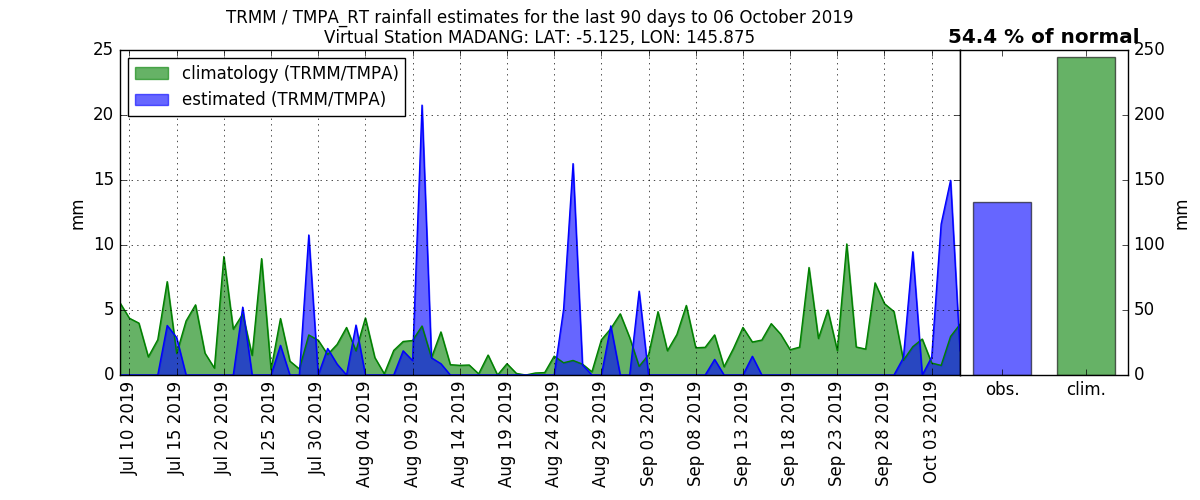 TRMM / TMPA_RT rainfall estimates for the last 90 days to 06 October 2019
Virtual Station MADANG: LAT: -5.125, LON: 145.875
54.4 % of normal
climatology (TRMM/TMPA)
estimated (TRMM/TMPA)
25
20
15
10
5
0
mm
Jul 10 2019
Jul 15 2019
Jul 20 2019
Jul 25 2019
Jul 30 2019
Aug 04 2019
Aug 09 2019
Aug 14 2019
Aug 19 2019
Aug 24 2019
Aug 29 2019
Sep 03 2019
Sep 08 2019
Sep 13 2019
Sep 18 2019
Sep 23 2019
Sep 28 2019
Oct 03 2019
obs.
clim.
250
200
150
100
50
0
mm